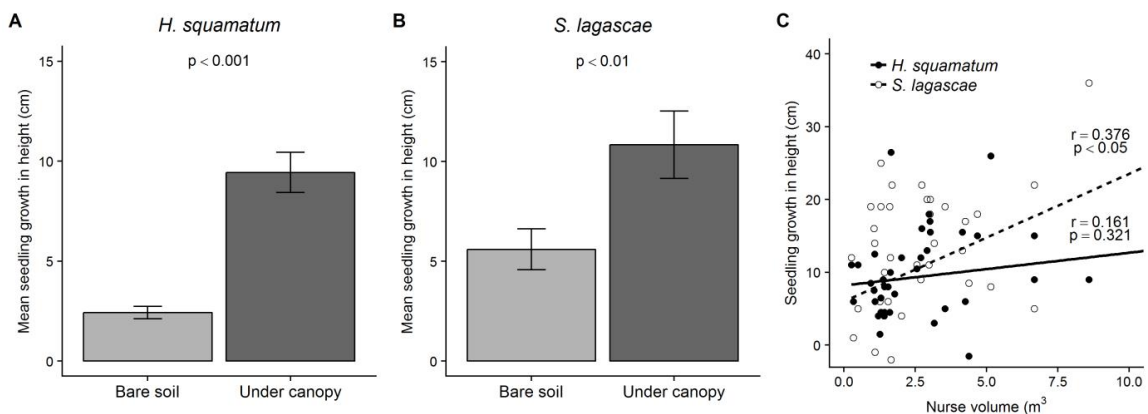 A
H. squamatum
p < 0.001
Mean seedling growth in height (cm)
15
10
5
0
Bare soil
Under canopy
B
S. lagascae
p < 0.01
Mean seedling growth in height (cm)
15
10
5
0
Bare soil
Under canopy
C
H. squamatum
S. lagascae
Seedling growth in height (cm)
40
30
20
10
0
r = 0.376
p < 0.05
r = 0.161
p = 0.321
0.0 2.5 5.0 7.5 10.0
Nurse volume (m³